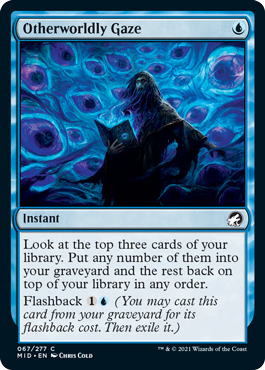 Otherworldly Gaze
Instant
Look at the top three cards of your
library. Put any number of them into
your graveyard and the rest back on
top of your library in any order.
Flashback 1 (You may cast this
card from your graveyard for its
flashback cost. Then exile it.)
067/277 C
MID • EN Chris Cold
™ & © 2021 Wizards of the Coast